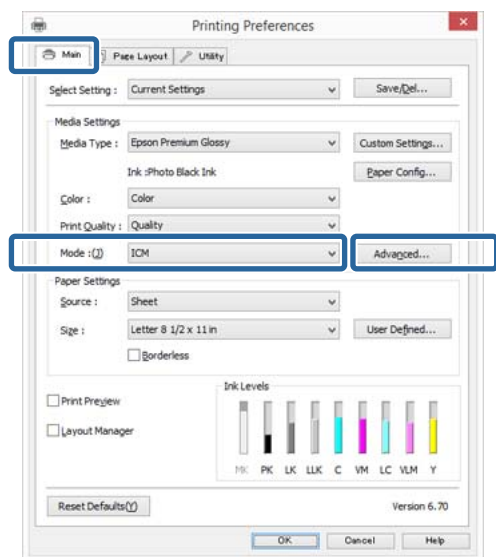 Printing Preferences
Main Page Layout Utility
Select Setting : Current Settings Save/Del...
Media Settings
Media Type : Epson Premium Glossy Custom Settings...
Ink :Photo Black Ink Paper Config...
Color : Color
Print Quality : Quality
Mode :(J) ICM Advanced...
Paper Settings
Source : Sheet
Size : Letter 8 1/2 x 11 in User Defined...
Borderless
Print Preview
Layout Manager
Ink Levels
MK PK LK LLK C VM LC VLM Y
Reset Defaults(Y) Version 6.70
OK Cancel Help